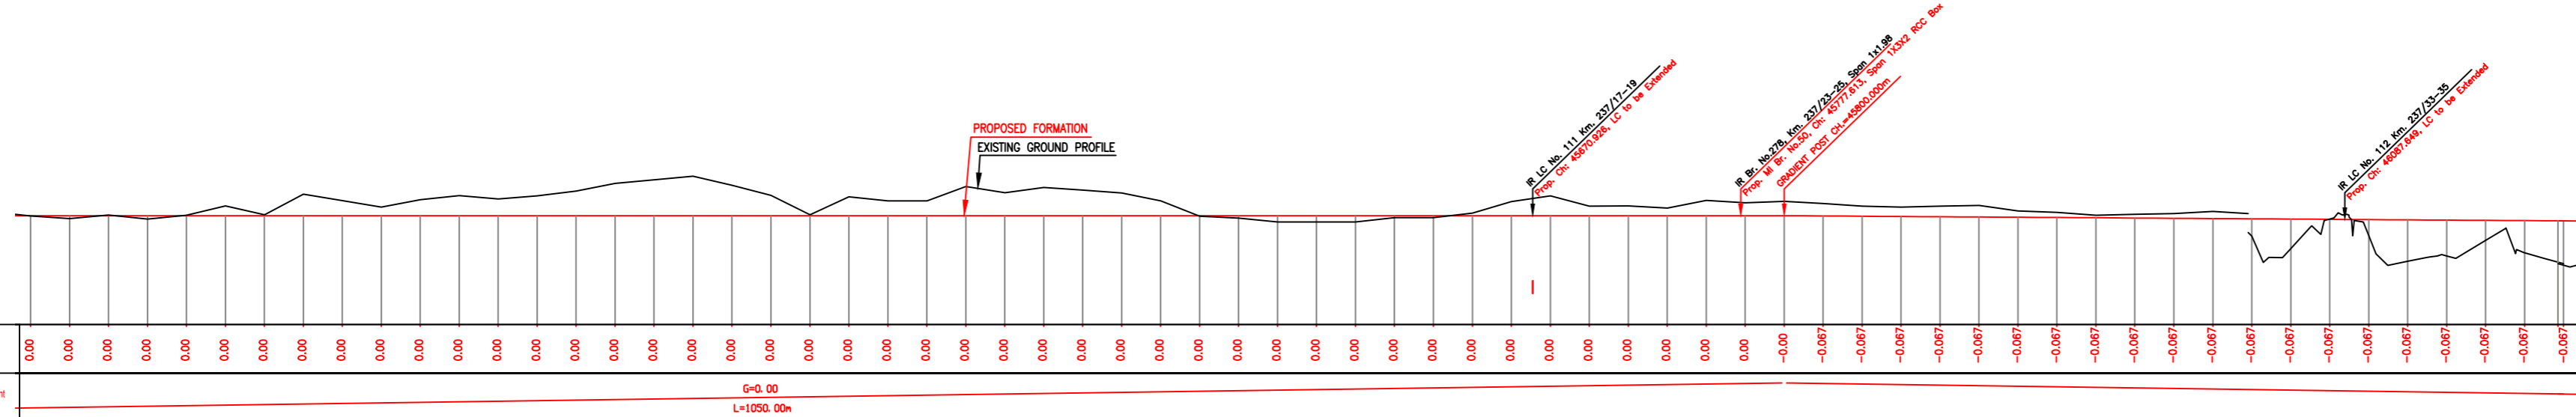 IR Br. No.278, Km. 237/23-25, Span 1x1.98
Prop. MI Br. No.50, Ch: 45777.613, Span 1X3X2 RCC Box
GRADIENT POST CH.=45800.000m
IR LC No. 111 Km. 237/17-19
Prop. Ch: 45670.926, LC to be Extended
IR LC No. 112 Km. 237/33-35
Prop. Ch: 46087.649, LC to be Extended
PROPOSED FORMATION
EXISTING GROUND PROFILE
0.00 0.00 0.00 0.00 0.00 0.00 0.00 0.00 0.00 0.00 0.00 0.00 0.00 0.00 0.00 0.00 0.00 0.00 0.00 0.00 0.00 0.00 0.00 0.00 0.00 0.00 0.00 0.00 0.00 0.00 0.00 0.00 0.00 0.00 0.00 0.00 0.00 0.00 0.00 0.00 0.00 0.00 0.00 0.00 0.00 -0.00 -0.067 -0.067 -0.067 -0.067 -0.067 -0.067 -0.067 -0.067 -0.067 -0.067 -0.067 -0.067 -0.067 -0.067 -0.067 -0.067 -0.067 -0.067 -0.067 -0.067
G=0.00
L=1050.00m